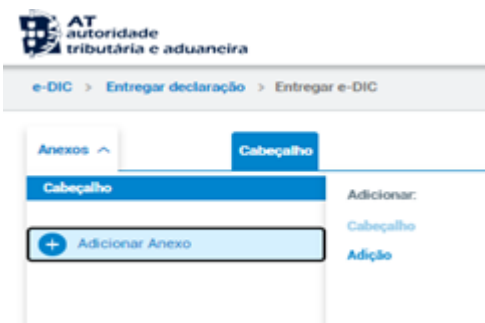 AT
autoridade
tributária e aduaneira
e-DIC > Entregar declaração > Entregar e-DIC
Anexos
Cabeçalho
Cabeçalho
Adicionar Anexo
Adicionar:
Cabeçalho
Adição